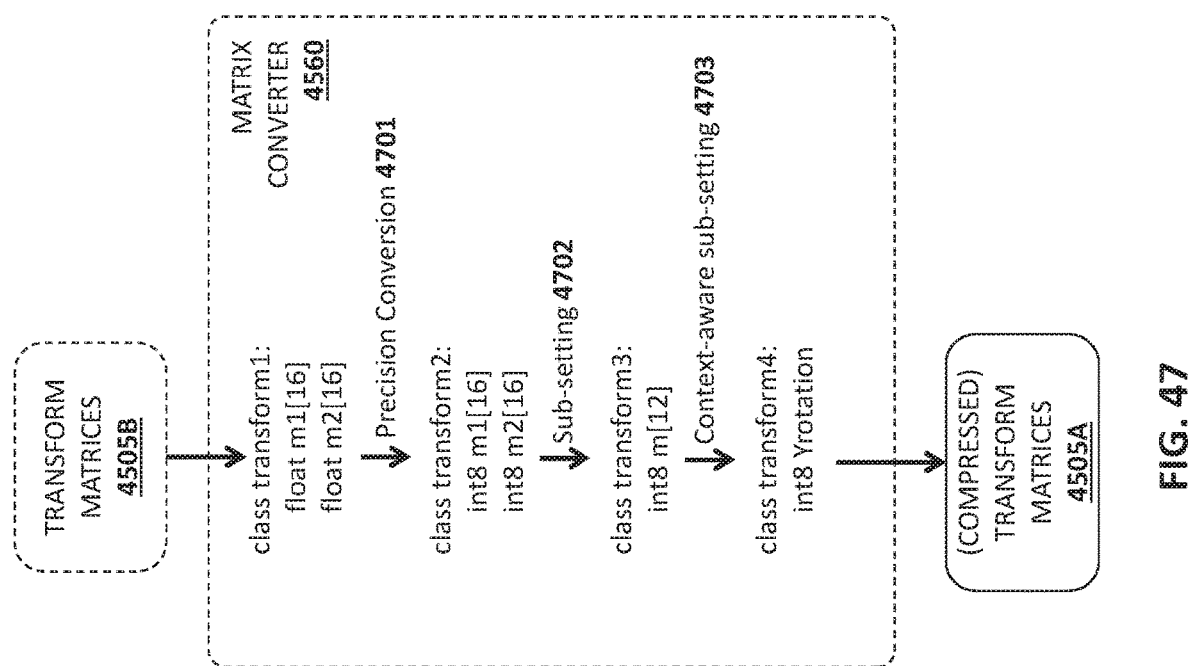 TRANSFORM
MATRICES
4505B
MATRIX
CONVERTER
4560
class transform1:
float m1[16]
float m2[16]
Precision Conversion 4701
class transform2:
int8 m1[16]
int8 m2[16]
Sub-setting 4702
class transform3:
int8 m[12]
Context-aware sub-setting 4703
class transform4:
int8 Yrotation
(COMPRESSED)
TRANSFORM
MATRICES
4505A
FIG. 47